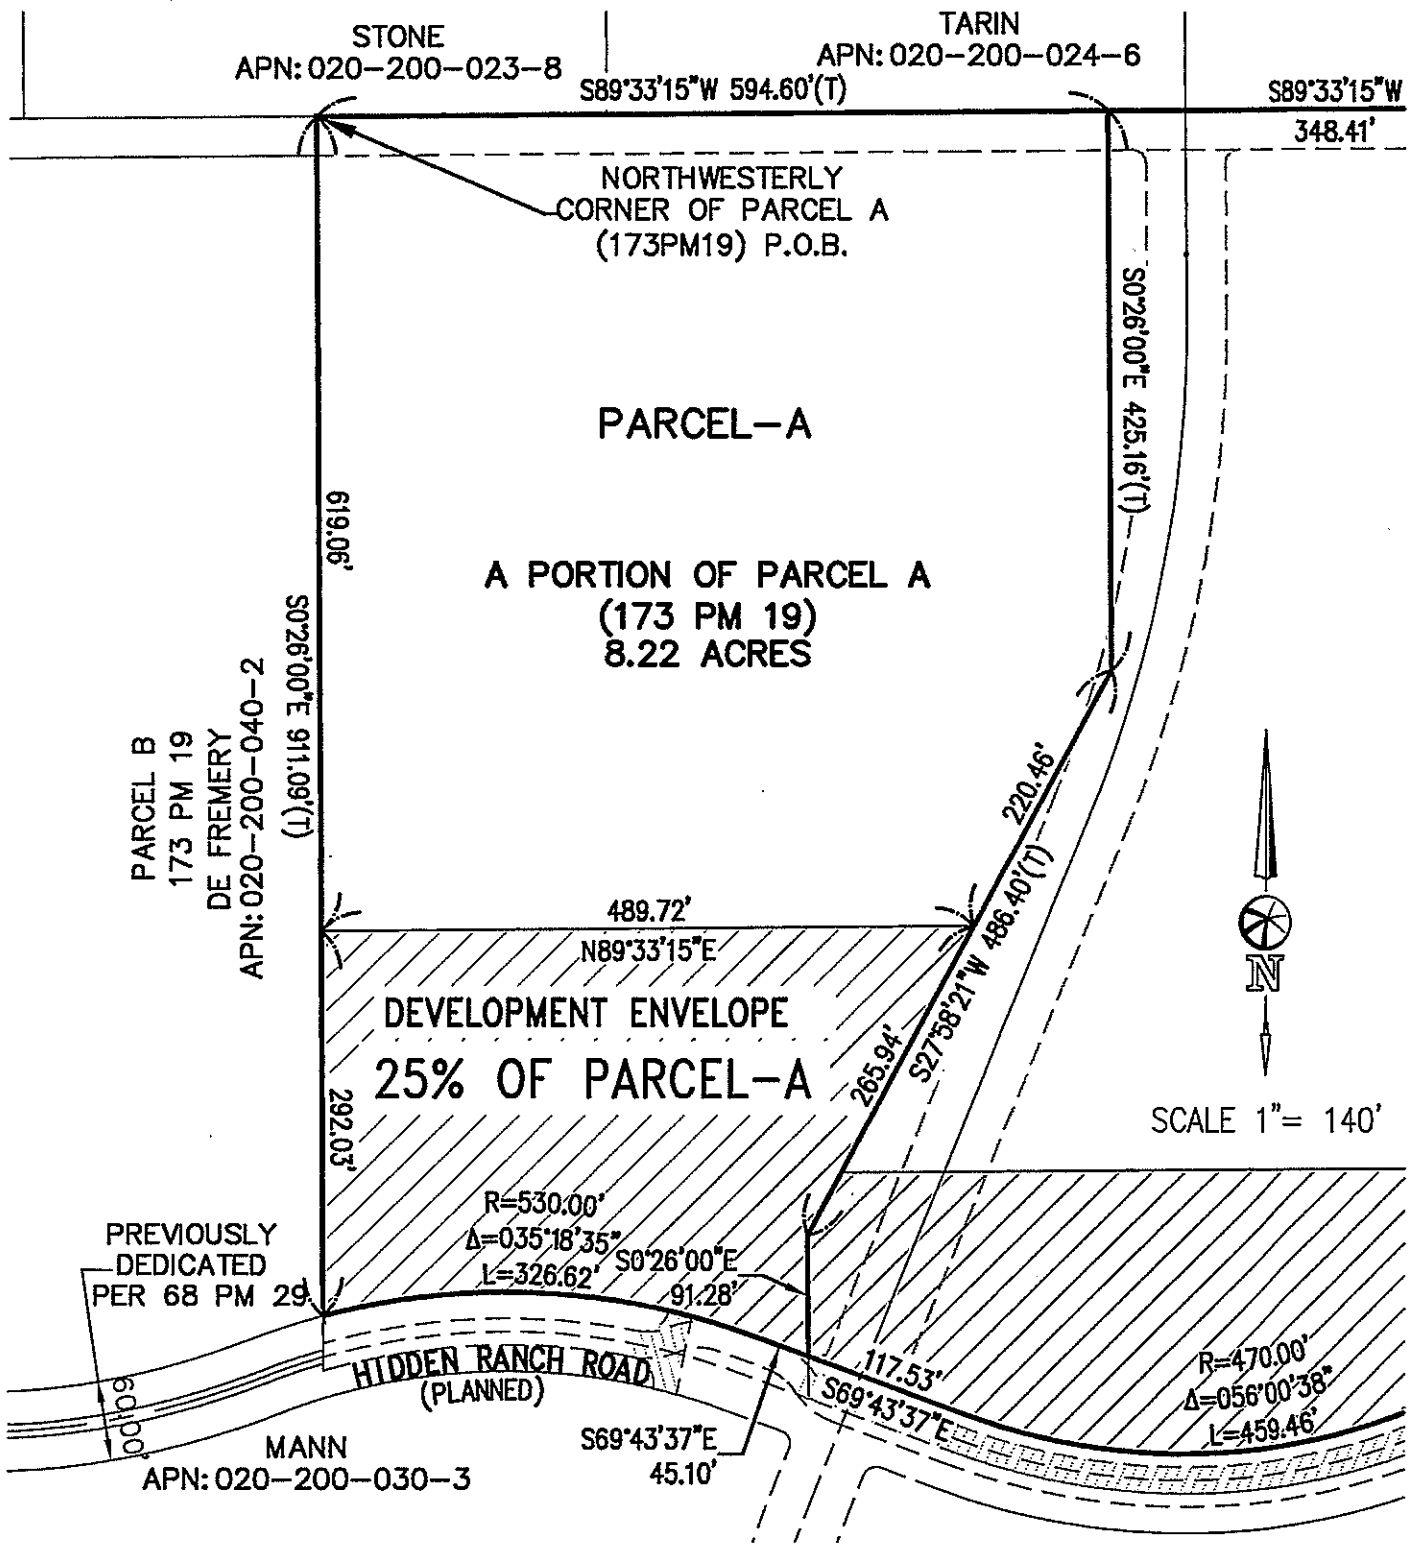 STONE
APN: 020-200-023-8
TARIN
APN: 020-200-024-6
S89°33'15"W 594.60'(T)
S89°33'15"W
348.41'
NORTHWESTERLY
CORNER OF PARCEL A
(173PM19) P.O.B.
S0°26'00"E 425.16'(T)
PARCEL-A
619.06'
S0°26'00"E 911.09'(T)
A PORTION OF PARCEL A
(173 PM 19)
8.22 ACRES
PARCEL B
173 PM 19
DE FREMERY
APN: 020-200-040-2
220.46'
S27°58'21"W 486.40'(T)
265.94'
489.72'
N89°33'15"E
DEVELOPMENT ENVELOPE
25% OF PARCEL-A
292.03'
N
SCALE 1"= 140'
R=530.00'
Δ=035°18'35"
L=326.62'
S0°26'00"E
91.28'
PREVIOUSLY
DEDICATED
PER 68 PM 29
60.00'
HIDDEN RANCH ROAD
(PLANNED)
117.53'
S69°43'37"E
R=470.00'
Δ=056°00'38"
L=459.46'
S69°43'37"E
45.10'
MANN
APN: 020-200-030-3